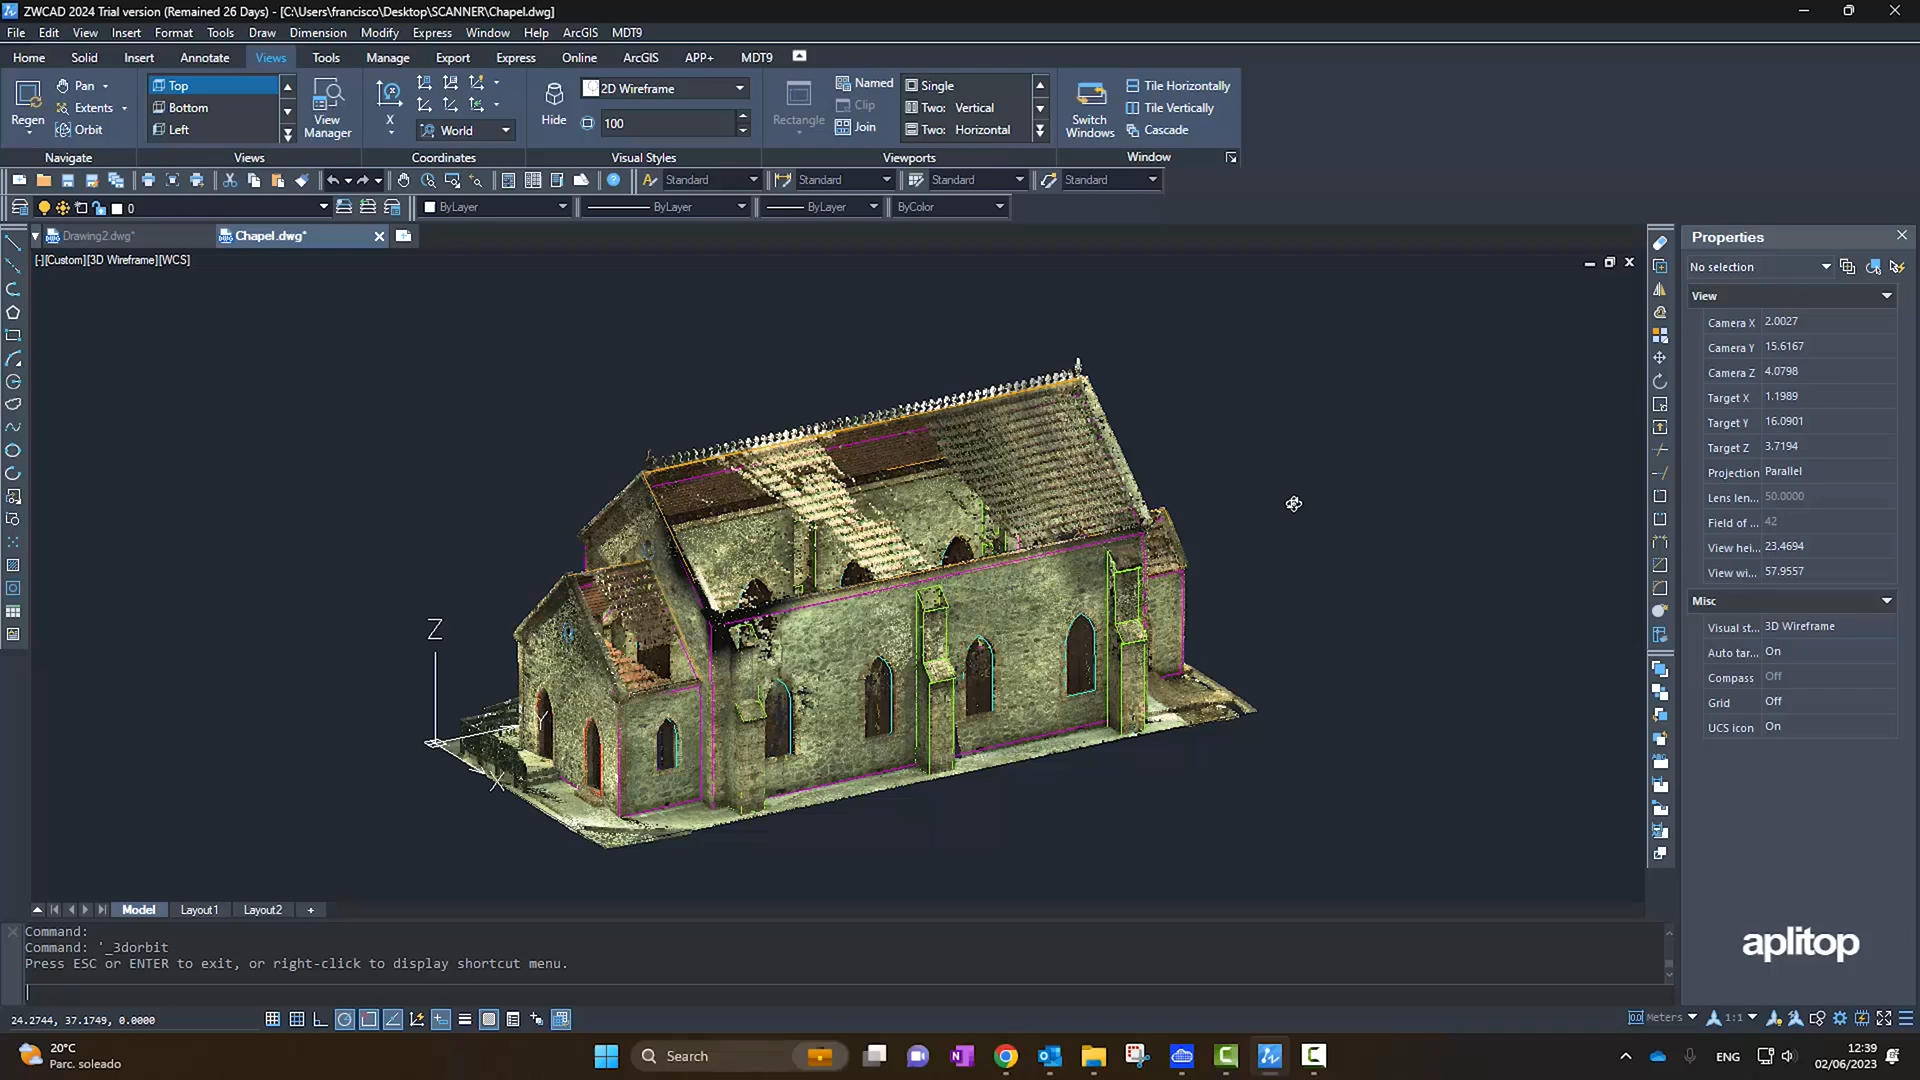 ZWCAD 2024 Trial version (Remained 26 Days) - [C:\Users\francisco\Desktop\SCANNER\Chapel.dwg]
File Edit View Insert Format Tools Draw Dimension Modify Express Window Help ArcGIS MDT9
Home Solid Insert Annotate Views Tools Manage Export Express Online ArcGIS APP+ MDT9
Regen
Pan
Extents
Orbit
Navigate
Top
Bottom
Left
View
Manager
Views
X
World
Coordinates
Hide
2D Wireframe
100
Visual Styles
Rectangle
Named
Clip
Join
Single
Two: Vertical
Two: Horizontal
Viewports
Switch
Windows
Tile Horizontally
Tile Vertically
Cascade
Window
Standard Standard Standard Standard
0 ByLayer ByLayer ByLayer ByColor
Drawing2.dwg* Chapel.dwg*
[-][Custom][3D Wireframe][WCS]
Z
Y
X
Properties
No selection
View
Camera X 2.0027
Camera Y 15.6167
Camera Z 4.0798
Target X 1.1989
Target Y 16.0901
Target Z 3.7194
Projection Parallel
Lens len... 50.0000
Field of ... 42
View hei... 23.4694
View wi... 57.9557
Misc
Visual st... 3D Wireframe
Auto tar... On
Compass Off
Grid Off
UCS icon On
aplitop
Model Layout1 Layout2 +
Command:
Command: '_3dorbit
Press ESC or ENTER to exit, or right-click to display shortcut menu.
24.2744, 37.1749, 0.0000
Meters 1:1
20°C
Parc. soleado
Search
ENG
12:39
02/06/2023